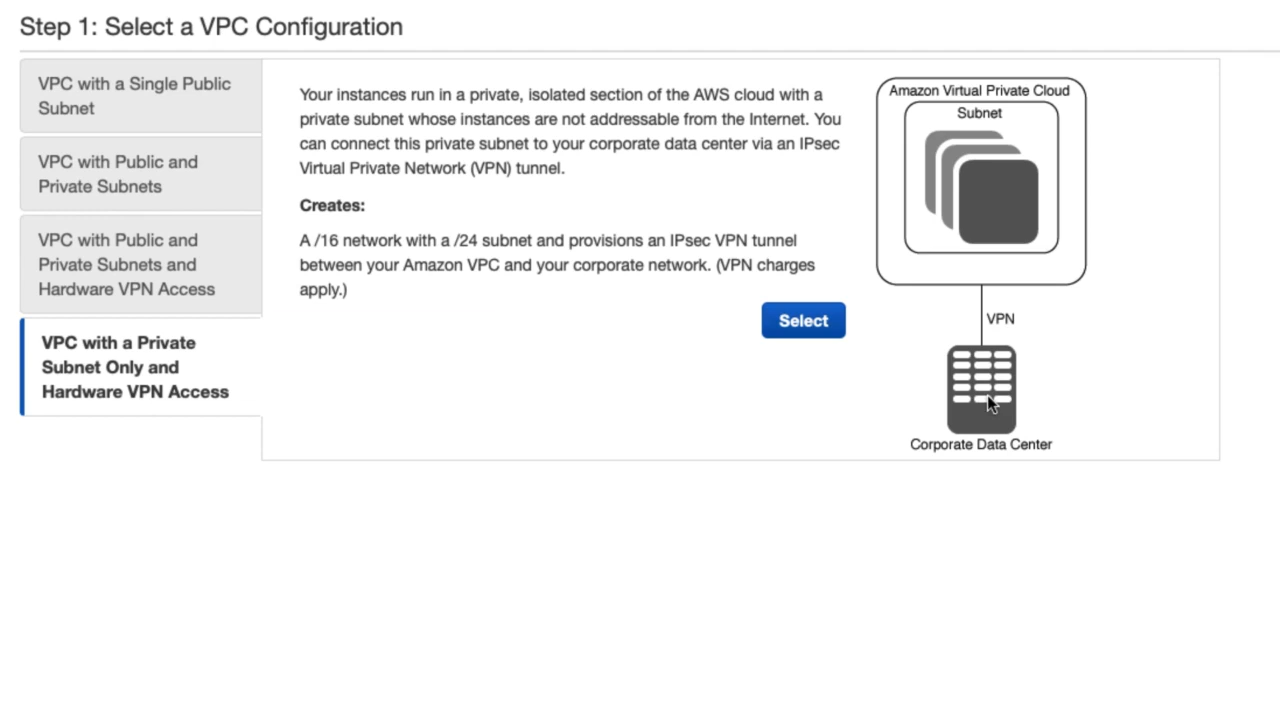 Step 1: Select a VPC Configuration
VPC with a Single Public
Subnet
VPC with Public and
Private Subnets
VPC with Public and
Private Subnets and
Hardware VPN Access
VPC with a Private
Subnet Only and
Hardware VPN Access
Your instances run in a private, isolated section of the AWS cloud with a
private subnet whose instances are not addressable from the Internet. You
can connect this private subnet to your corporate data center via an IPsec
Virtual Private Network (VPN) tunnel.
Creates:
A /16 network with a /24 subnet and provisions an IPsec VPN tunnel
between your Amazon VPC and your corporate network. (VPN charges
apply.)
Select
Amazon Virtual Private Cloud
Subnet
VPN
Corporate Data Center